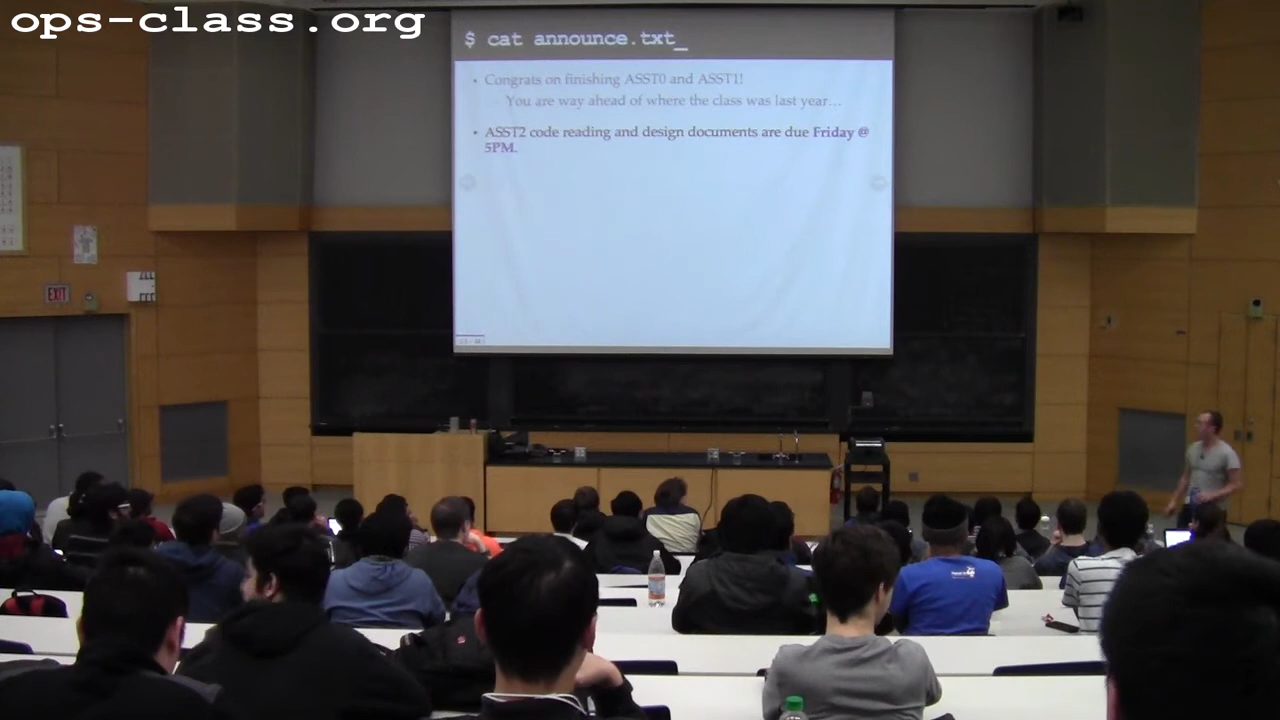 ops-class.org
$ cat announce.txt_
• Congrats on finishing ASST0 and ASST1!
You are way ahead of where the class was last year...
• ASST2 code reading and design documents are due Friday @
5PM.
EXIT